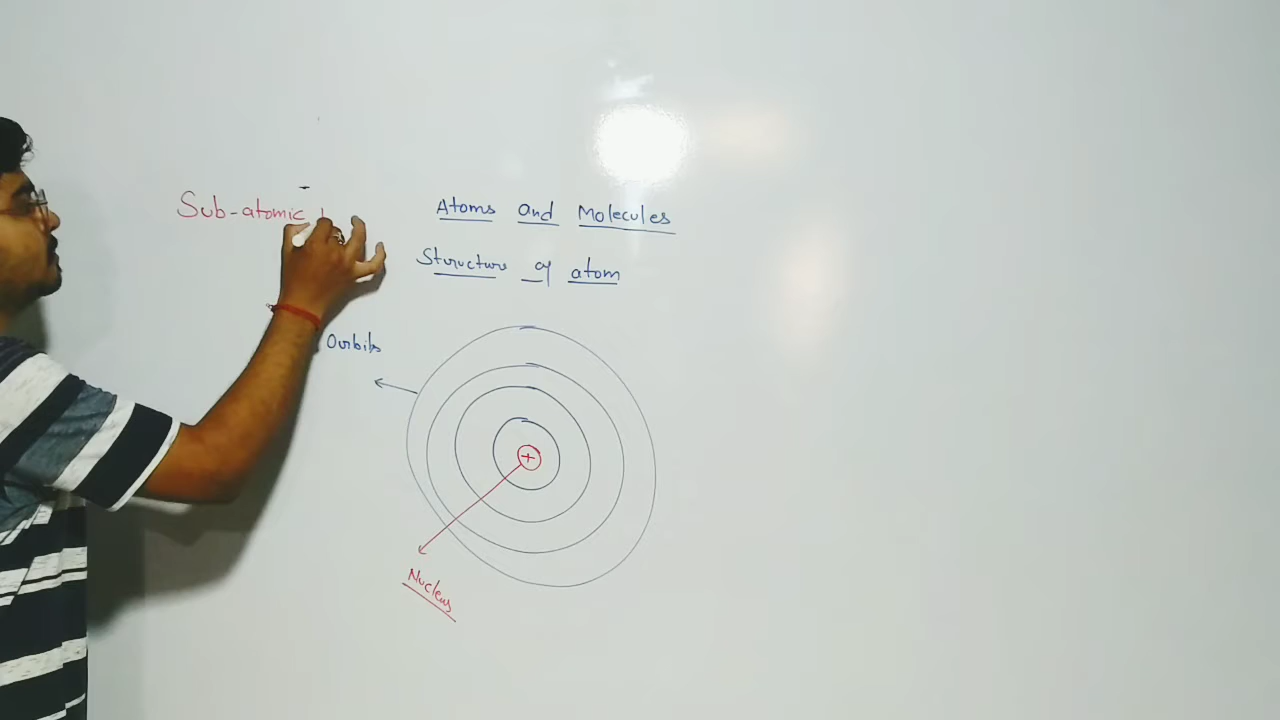 Sub-atomic
Atoms and Molecules
Structure of atom
Orbits
+
Nucleus